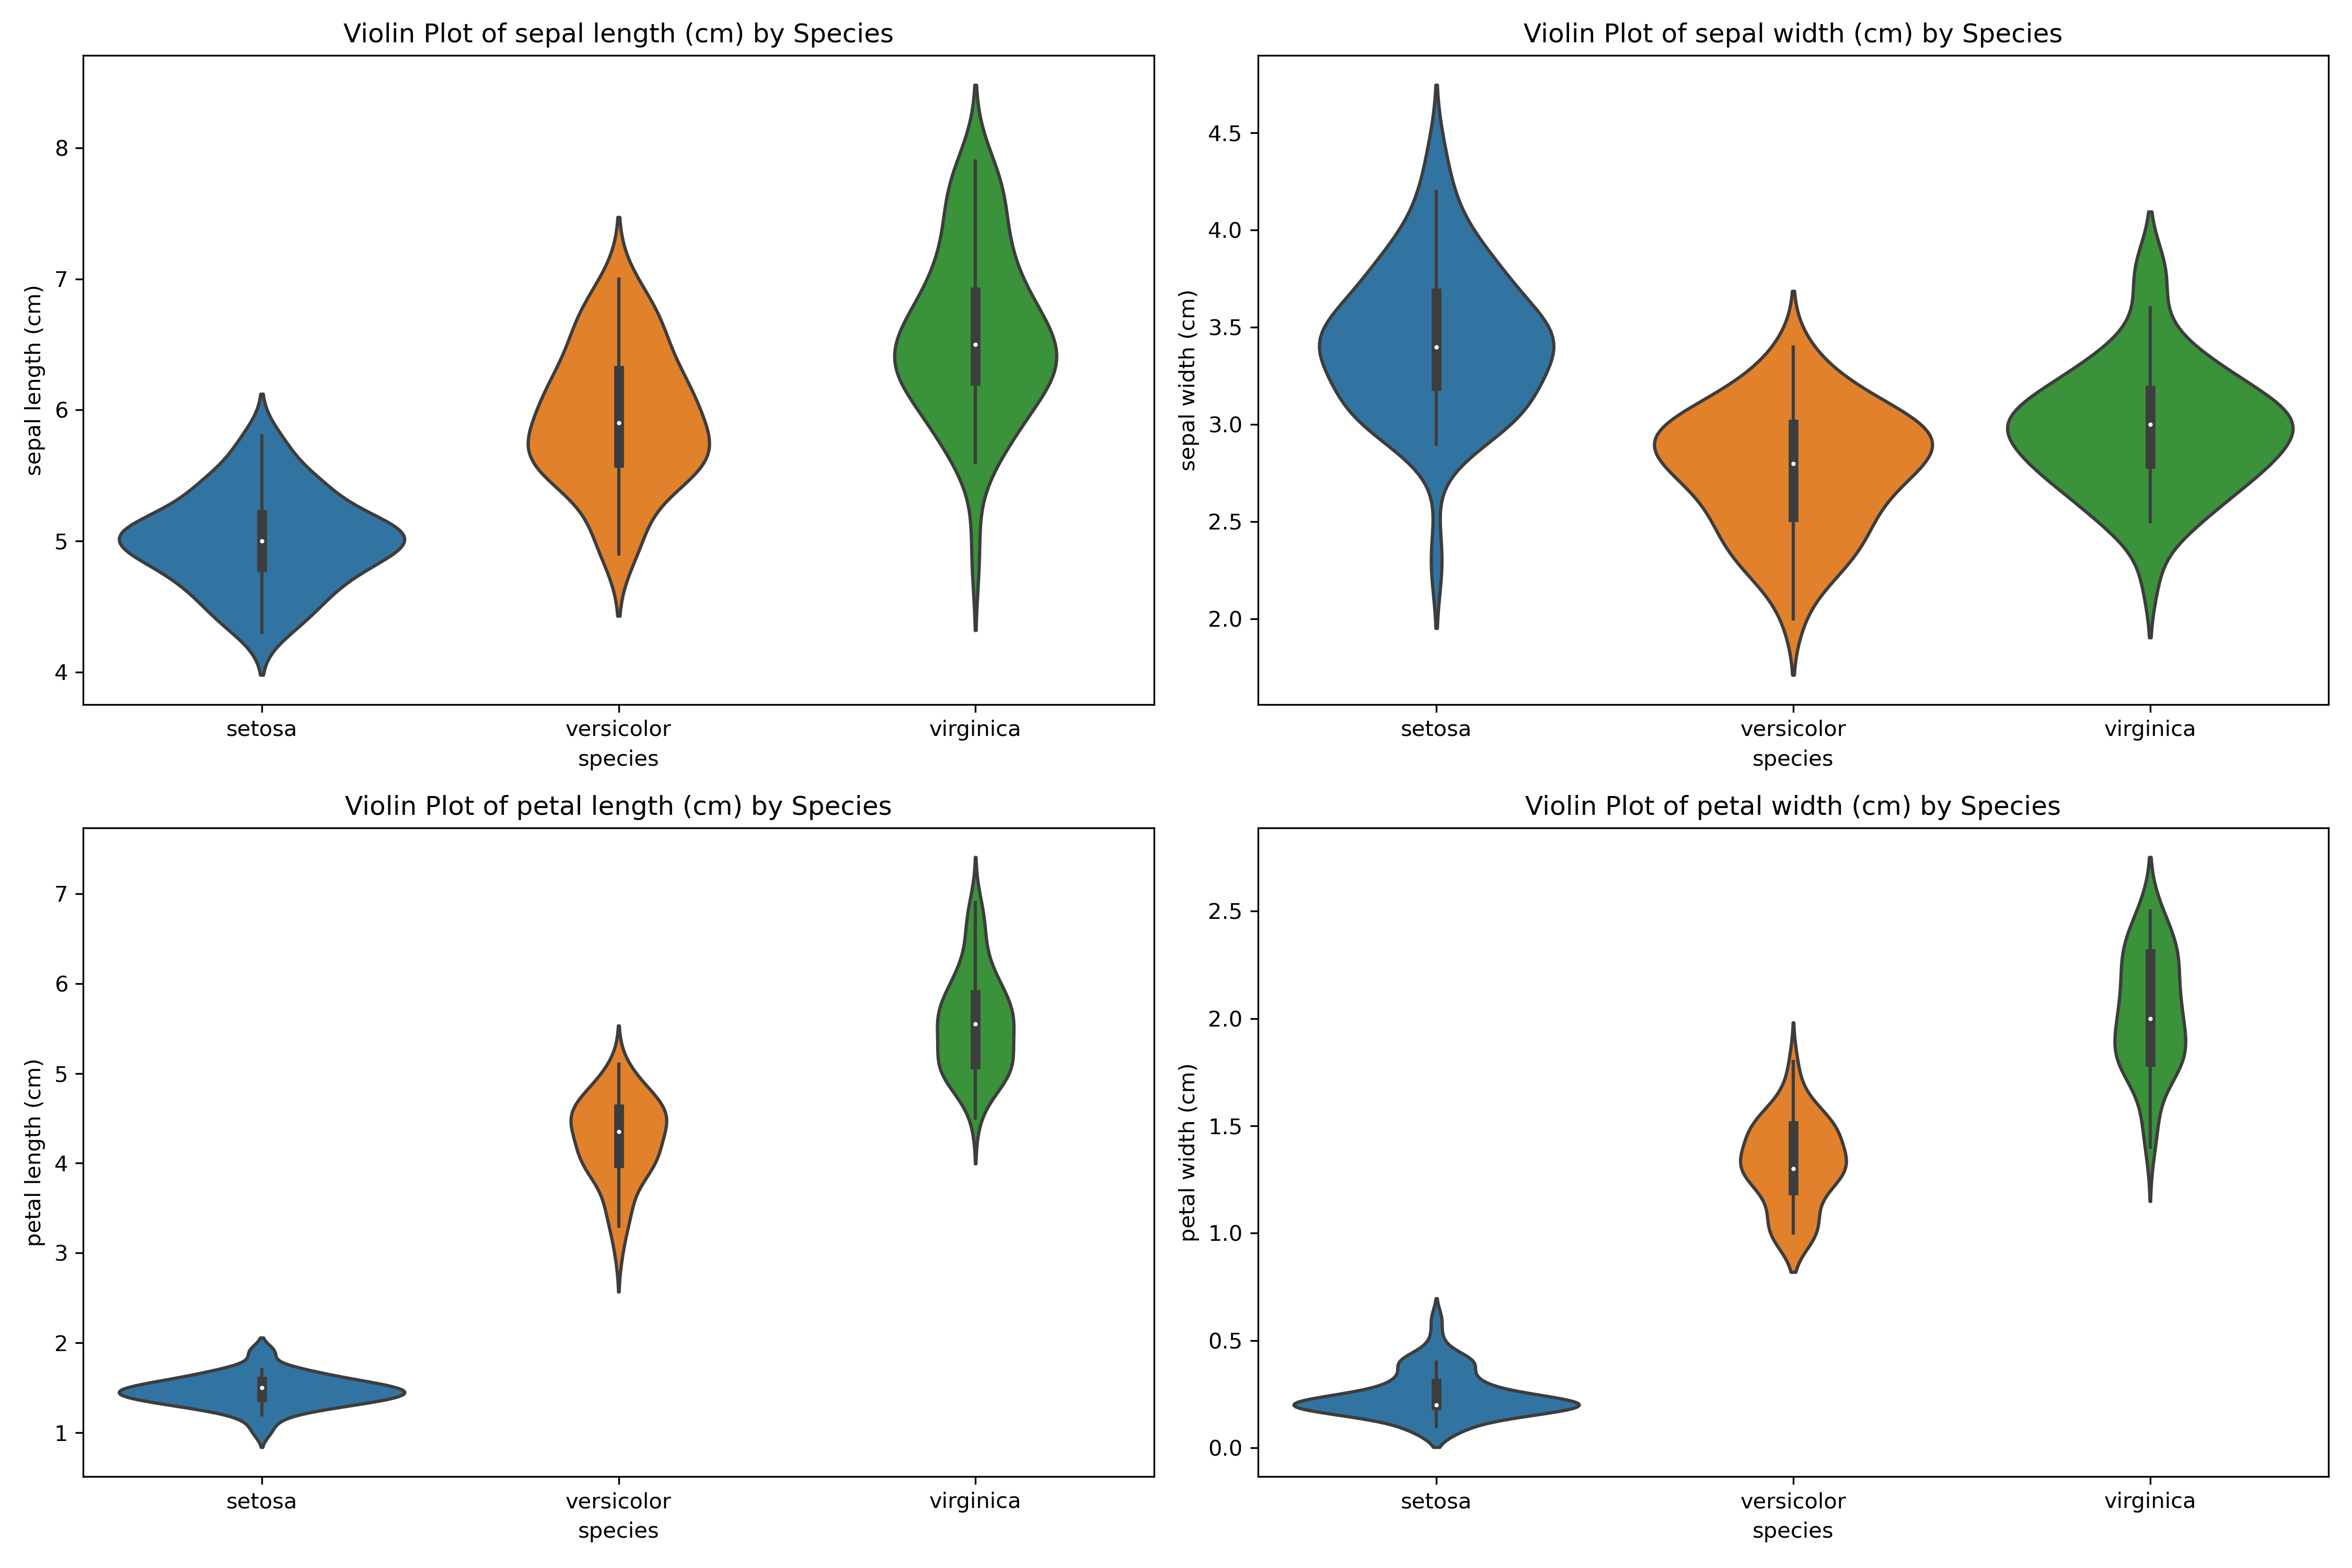 Violin Plot of sepal length (cm) by Species
sepal length (cm)
8
7
6
5
4
setosa
versicolor
virginica
species
Violin Plot of sepal width (cm) by Species
sepal width (cm)
4.5
4.0
3.5
3.0
2.5
2.0
setosa
versicolor
virginica
species
Violin Plot of petal length (cm) by Species
petal length (cm)
7
6
5
4
3
2
1
setosa
versicolor
virginica
species
Violin Plot of petal width (cm) by Species
petal width (cm)
2.5
2.0
1.5
1.0
0.5
0.0
setosa
versicolor
virginica
species